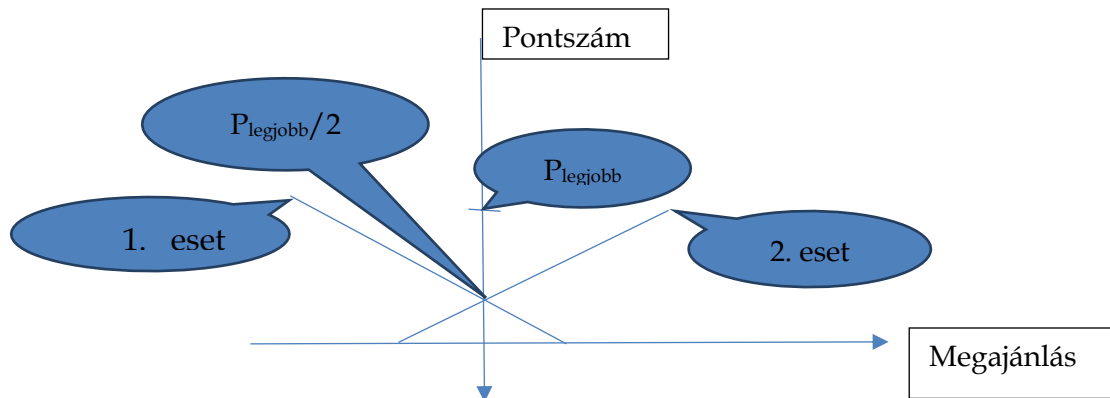 Pontszám
Plegjobb/2
Plegjobb
1. eset
2. eset
Megajánlás